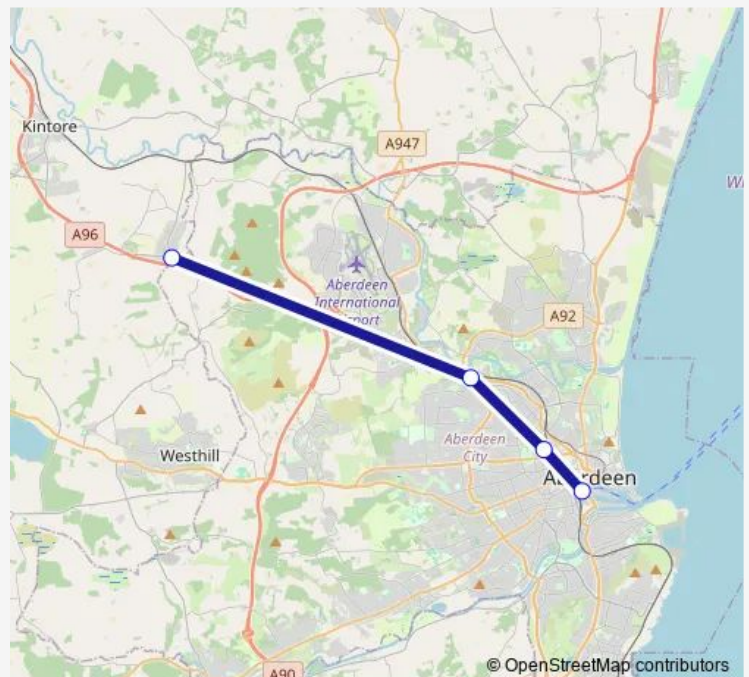 Kintore
A947
W
A96
Aberdeen
International
Airport
A92
Westhill
Aberdeen
City
Aberdeen
A90
© OpenStreetMap contributors